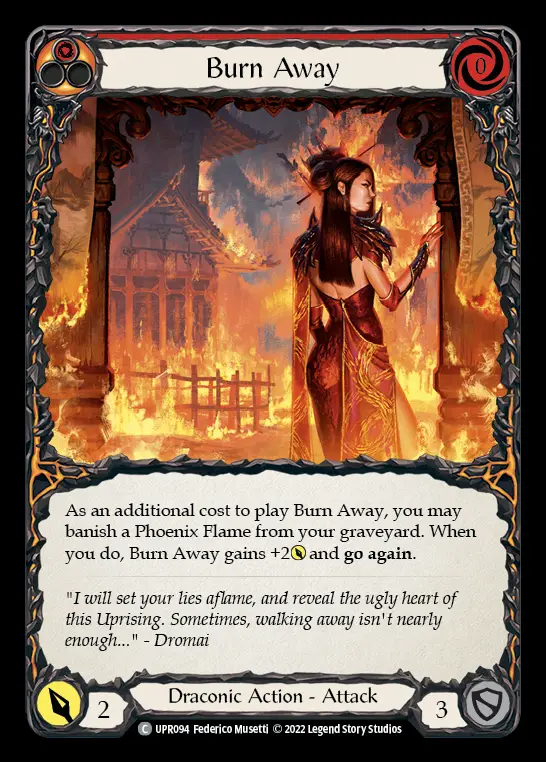 Burn Away
0
As an additional cost to play Burn Away, you may
banish a Phoenix Flame from your graveyard. When
you do, Burn Away gains +2 and go again.
"I will set your lies aflame, and reveal the ugly heart of
this Uprising. Sometimes, walking away isn't nearly
enough..." - Dromai
2
Draconic Action - Attack
3
C UPR094 Federico Musetti © 2022 Legend Story Studios